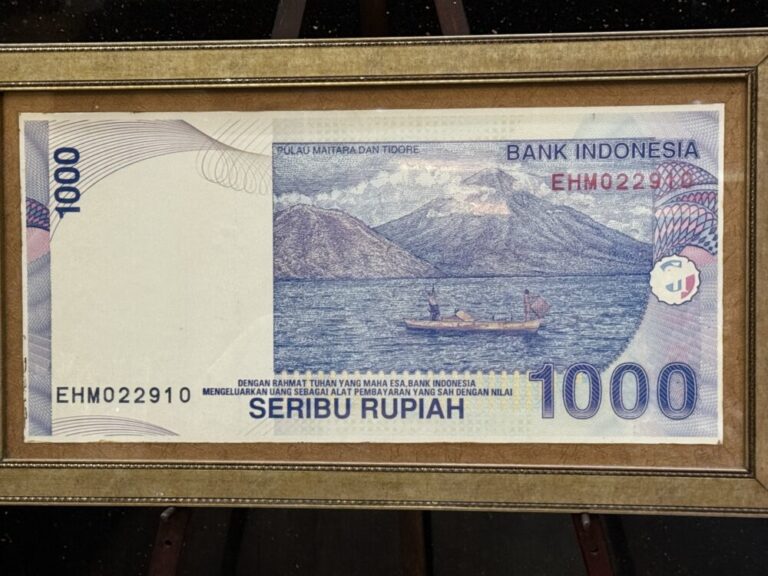 1000
PULAU MAITARA DAN TIDORE
BANK INDONESIA
EHM022910
EHM022910
DENGAN RAHMAT TUHAN YANG MAHA ESA, BANK INDONESIA
MENGELUARKAN UANG SEBAGAI ALAT PEMBAYARAN YANG SAH DENGAN NILAI
SERIBU RUPIAH
1000